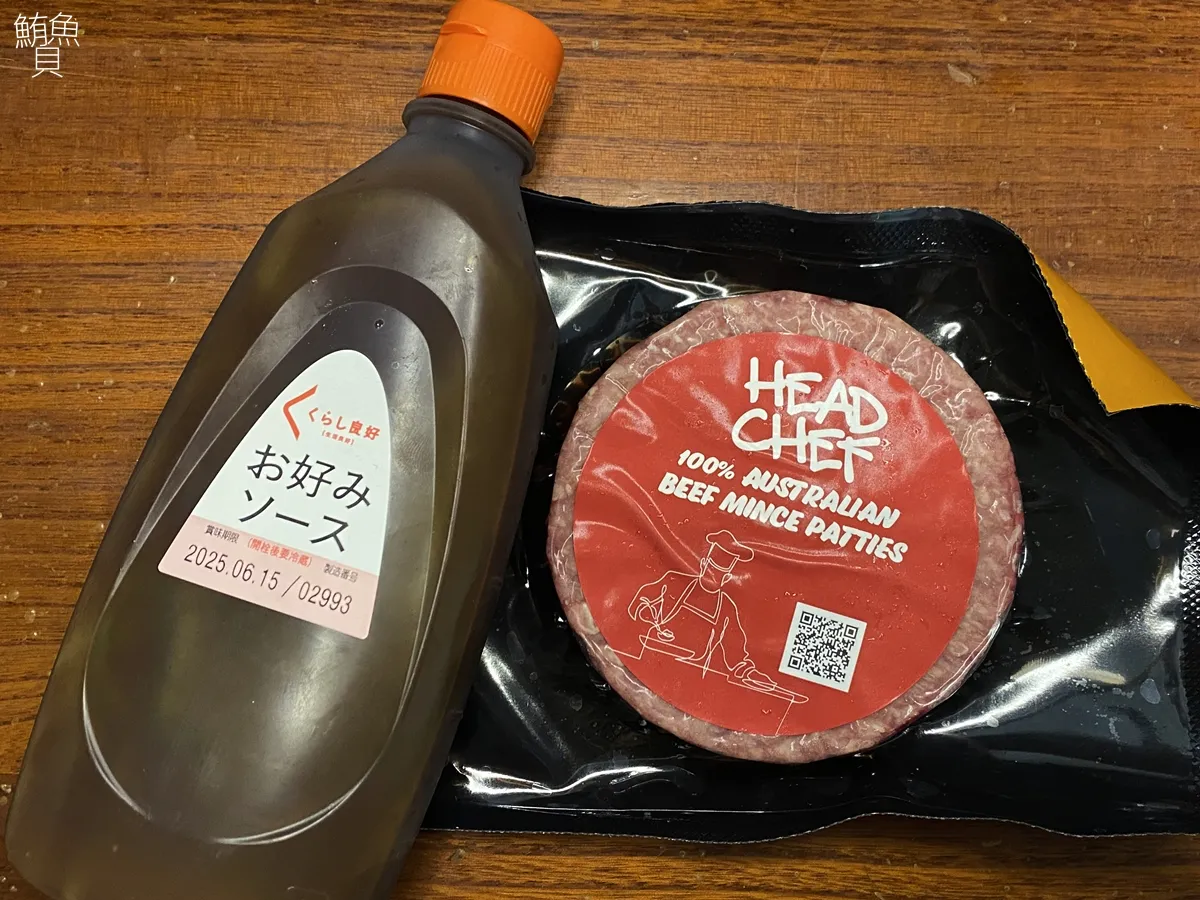 鮪魚
貝
くらし良好
お好み
ソース
賞味期限 (開栓後要冷蔵) 製造番号
2025.06.15 / 02993
HEAD
CHEF
100% AUSTRALIAN
BEEF MINCE PATTIES